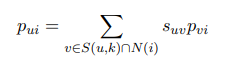 p_{ui} = \sum_{v \in S(u,k) \cap N(i)} s_{uv} p_{vi}